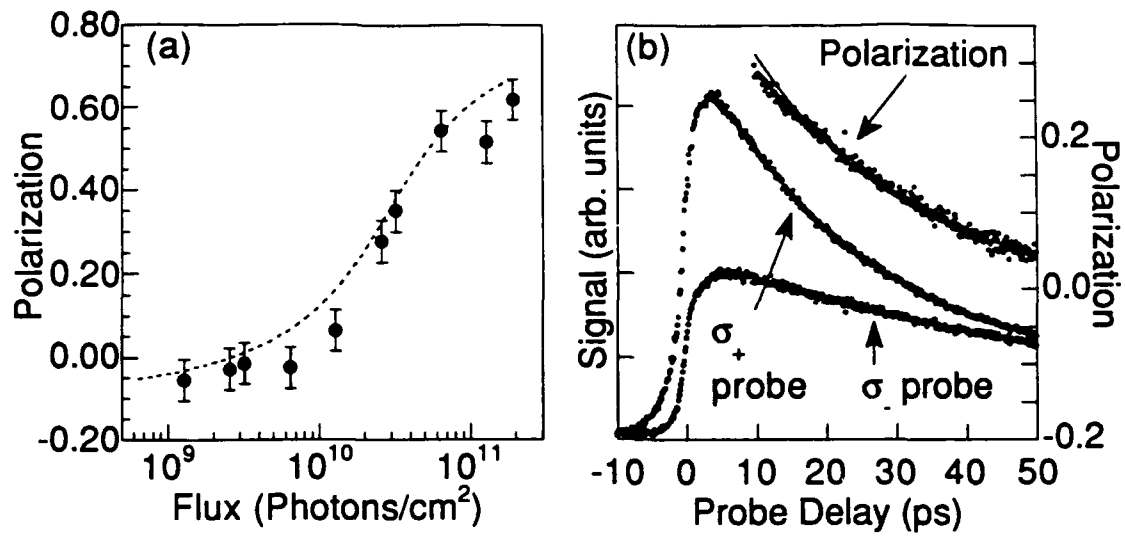 (a)
0.80
0.60
0.40
0.20
0.00
-0.20
Polarization
10⁹
10¹⁰
10¹¹
Flux (Photons/cm²)
(b)
Polarization
Signal (arb. units)
σ₊
probe
σ₋ probe
0.2
0.0
-0.2
Polarization
-10 0 10 20 30 40 50
Probe Delay (ps)